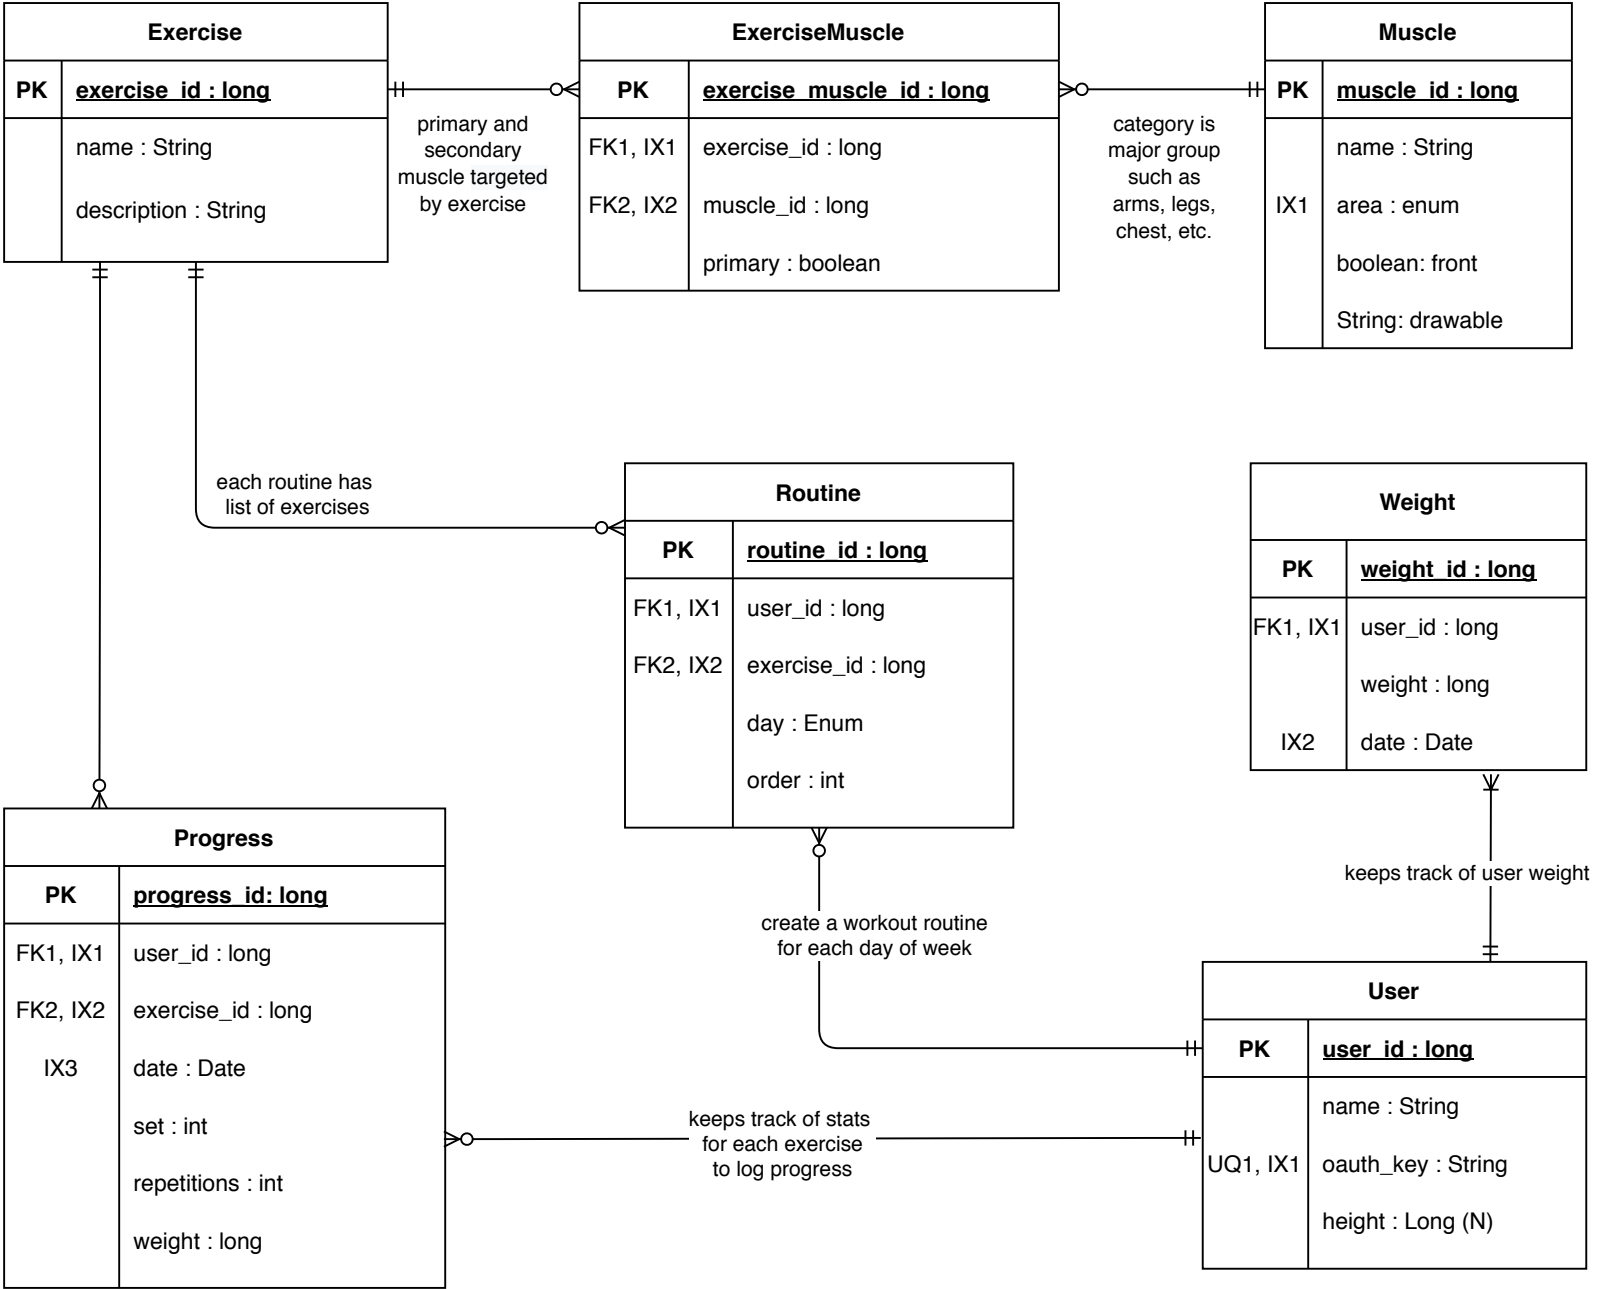 Exercise
PK
exercise_id : long
name : String
description : String
primary and
secondary
muscle targeted
by exercise
ExerciseMuscle
PK
exercise_muscle_id : long
FK1, IX1
exercise_id : long
FK2, IX2
muscle_id : long
primary : boolean
category is
major group
such as
arms, legs,
chest, etc.
Muscle
PK
muscle_id : long
name : String
IX1
area : enum
boolean: front
String: drawable
each routine has
list of exercises
Routine
PK
routine_id : long
FK1, IX1
user_id : long
FK2, IX2
exercise_id : long
day : Enum
order : int
Weight
PK
weight_id : long
FK1, IX1
user_id : long
weight : long
IX2
date : Date
keeps track of user weight
Progress
PK
progress_id: long
FK1, IX1
user_id : long
FK2, IX2
exercise_id : long
IX3
date : Date
set : int
repetitions : int
weight : long
create a workout routine
for each day of week
keeps track of stats
for each exercise
to log progress
User
PK
user_id : long
name : String
UQ1, IX1
oauth_key : String
height : Long (N)